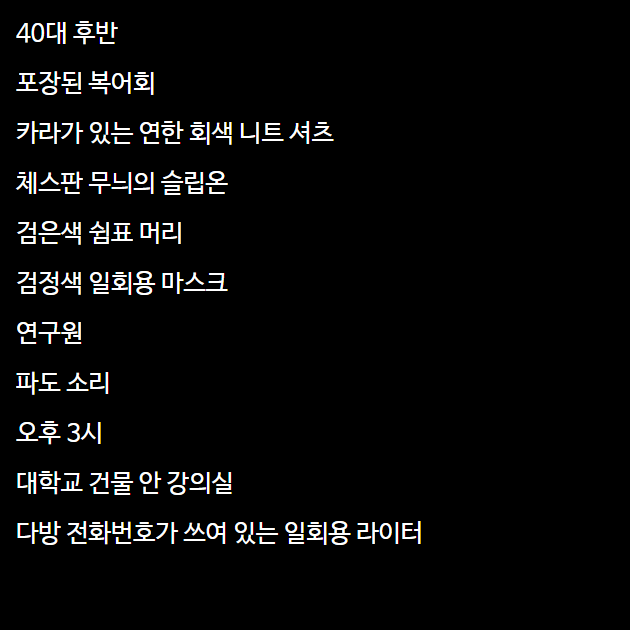 40대 후반
포장된 복어회
카라가 있는 연한 회색 니트 셔츠
체스판 무늬의 슬립온
검은색 쉼표 머리
검정색 일회용 마스크
연구원
파도 소리
오후 3시
대학교 건물 안 강의실
다방 전화번호가 쓰여 있는 일회용 라이터